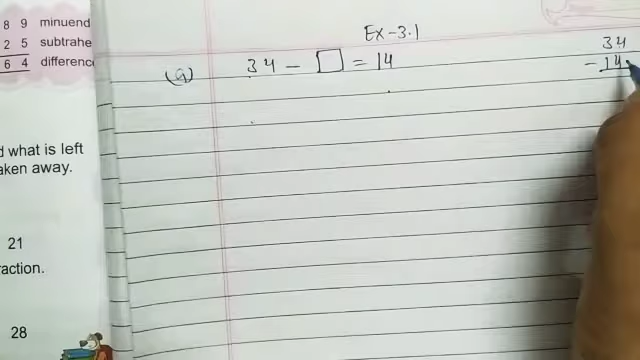 8 9 minuend
2 5 subtrahe
6 4 difference
d what is left
aken away.
21
raction.
28
Ex-3.1
(a) 34 - □ = 14
34
- 14